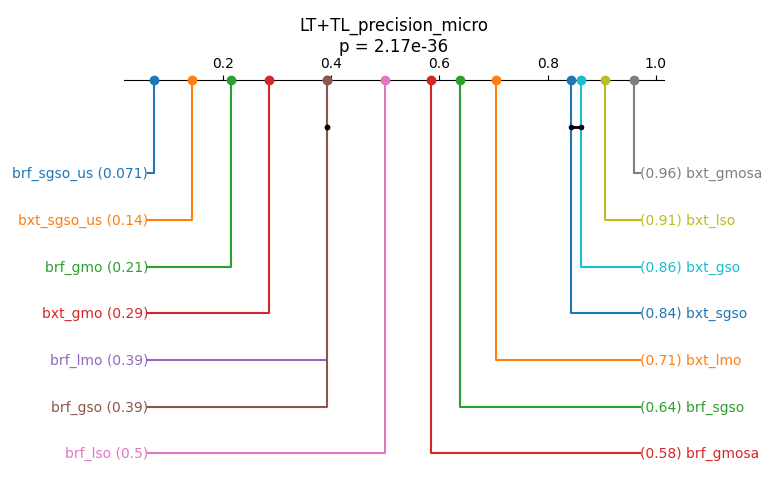 LT+TL_precision_micro
p = 2.17e-36
0.2 0.4 0.6 0.8 1.0
brf_sgso_us (0.071) (0.96) bxt_gmosa
bxt_sgso_us (0.14) (0.91) bxt_lso
brf_gmo (0.21) (0.86) bxt_gso
bxt_gmo (0.29) (0.84) bxt_sgso
brf_lmo (0.39) (0.71) bxt_lmo
brf_gso (0.39) (0.64) brf_sgso
brf_lso (0.5) (0.58) brf_gmosa